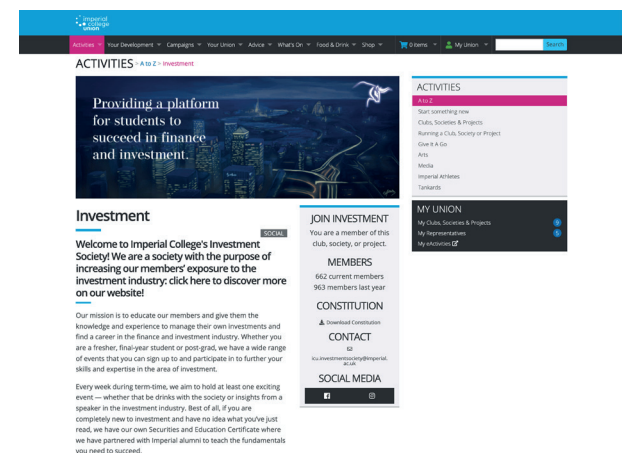 imperial
college
union
Activities Your Development Campaigns Your Union Advice What's On Food & Drink Shop 0 items My Union Search
ACTIVITIES > A to Z > Investment
Providing a platform
for students to
succeed in finance
and investment.
Investment
SOCIAL
Welcome to Imperial College's Investment
Society! We are a society with the purpose of
increasing our members' exposure to the
investment industry: click here to discover more
on our website!
Our mission is to educate our members and give them the
knowledge and experience to manage their own investments and
find a career in the finance and investment industry. Whether you
are a fresher, final-year student or post-grad, we have a wide range
of events that you can sign up to and participate in to further your
skills and expertise in the area of investment.
Every week during term-time, we aim to hold at least one exciting
event — whether that be drinks with the society or insights from a
speaker in the investment industry. Best of all, if you are
completely new to investment and have no idea what you've just
read, we have our own Securities and Education Certificate where
we have partnered with Imperial alumni to teach the fundamentals
you need to succeed.
JOIN INVESTMENT
You are a member of this
club, society, or project.
MEMBERS
662 current members
963 members last year
CONSTITUTION
Download Constitution
CONTACT
icu.investmentsociety@imperial.
ac.uk
SOCIAL MEDIA
ACTIVITIES
A to Z
Start something new
Clubs, Societies & Projects
Running a Club, Society or Project
Give It A Go
Arts
Media
Imperial Athletes
Tankards
MY UNION
My Clubs, Societies & Projects 9
My Representatives 5
My eActivities